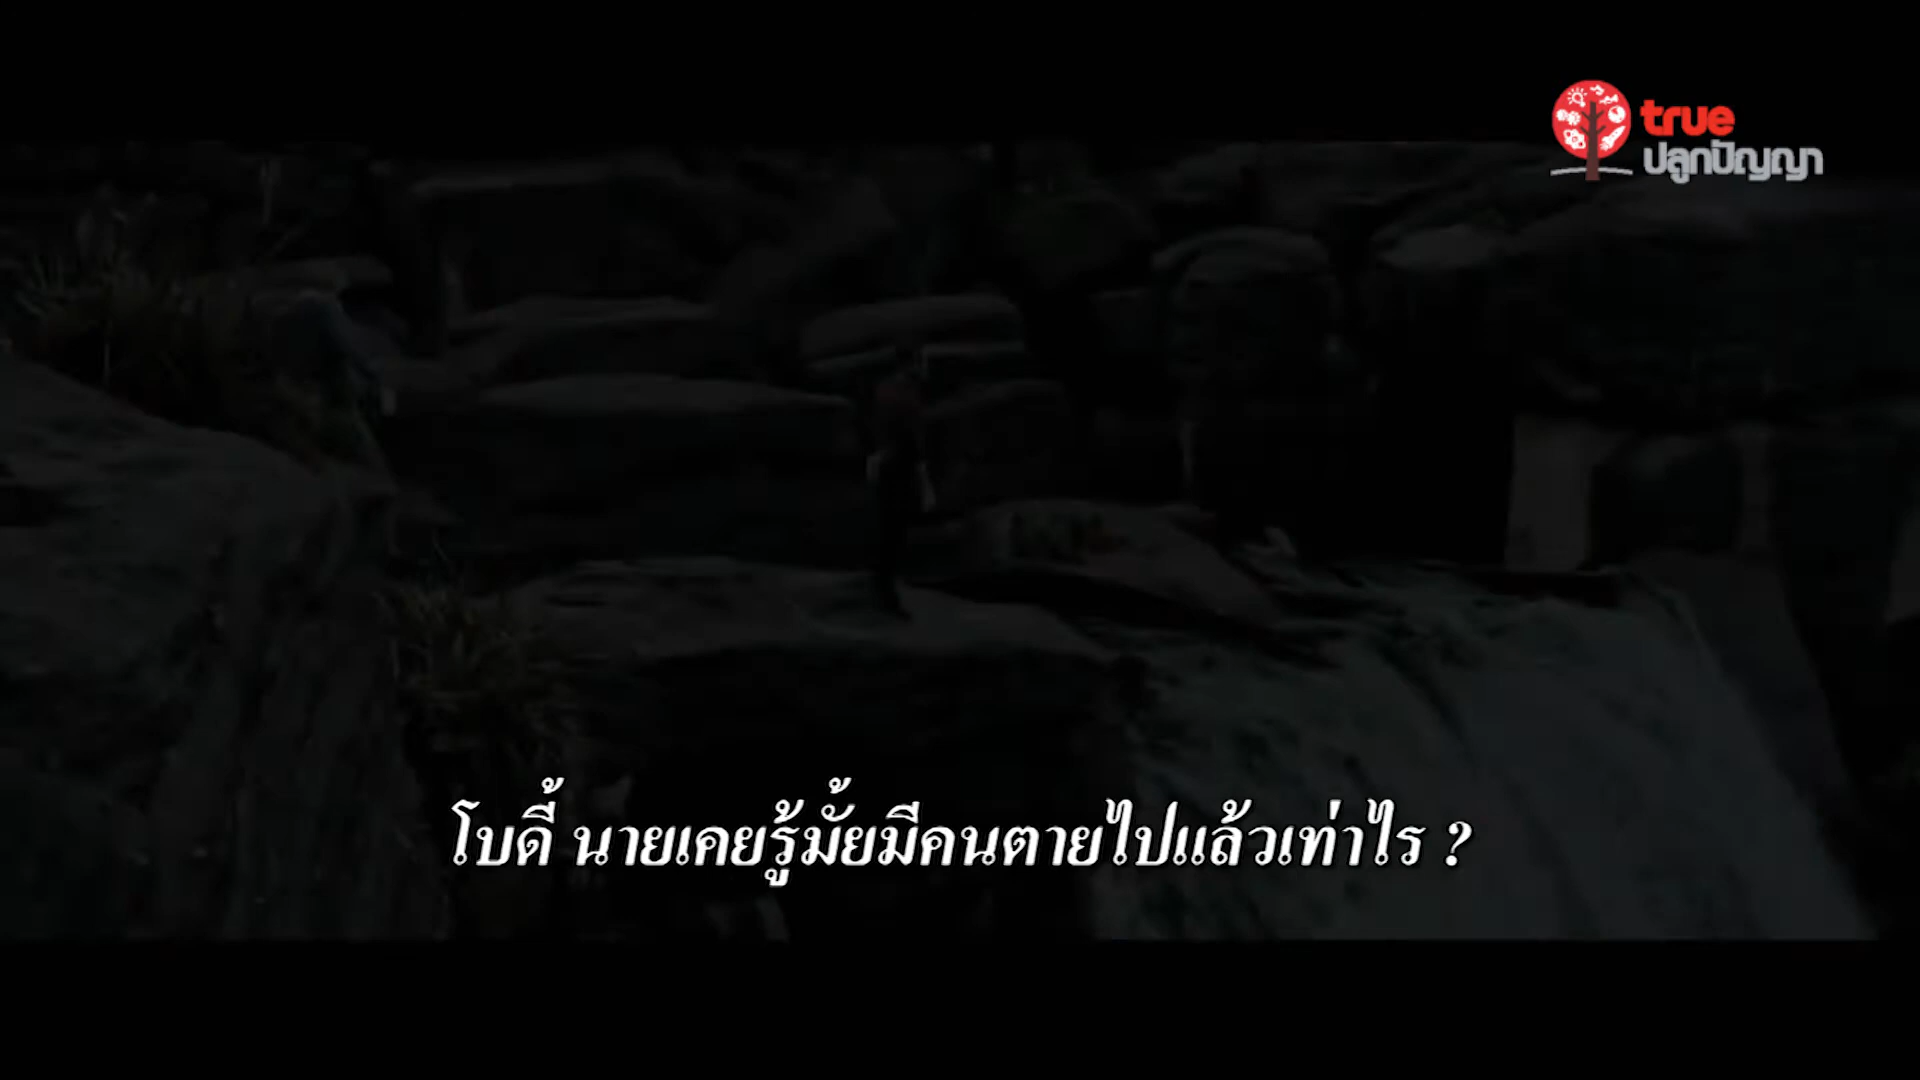 true
ปลูกปัญญา
โบดี้ นายเคยรู้มั้ยมีคนตายไปแล้วเท่าไร ?